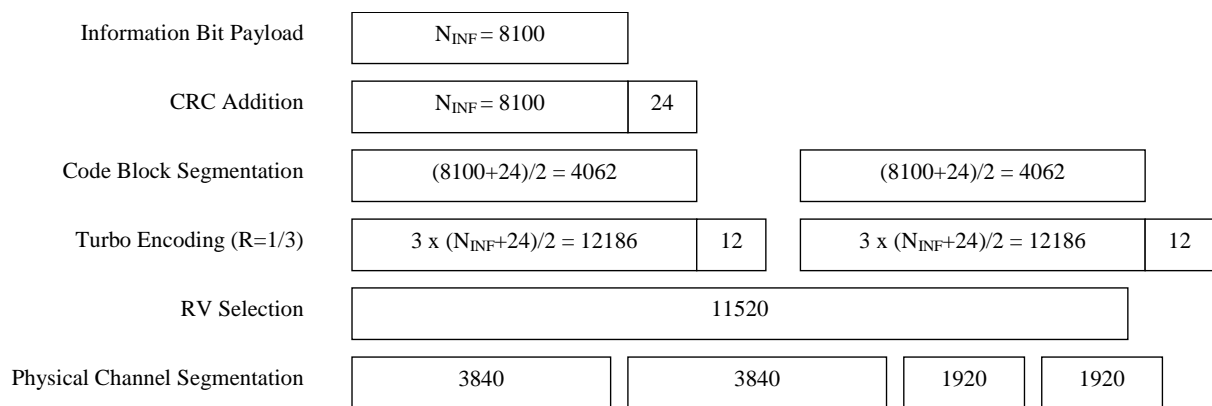 Information Bit Payload N_INF = 8100
CRC Addition N_INF = 8100 24
Code Block Segmentation (8100+24)/2 = 4062 (8100+24)/2 = 4062
Turbo Encoding (R=1/3) 3 x (N_INF+24)/2 = 12186 12 3 x (N_INF+24)/2 = 12186 12
RV Selection 11520
Physical Channel Segmentation 3840 3840 1920 1920